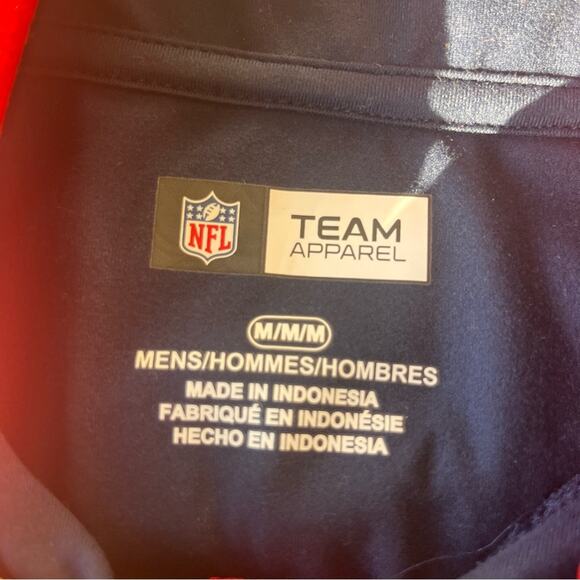 NFL
TEAM
APPAREL
M/M/M
MENS/HOMMES/HOMBRES
MADE IN INDONESIA
FABRIQUÉ EN INDONÉSIE
HECHO EN INDONESIA